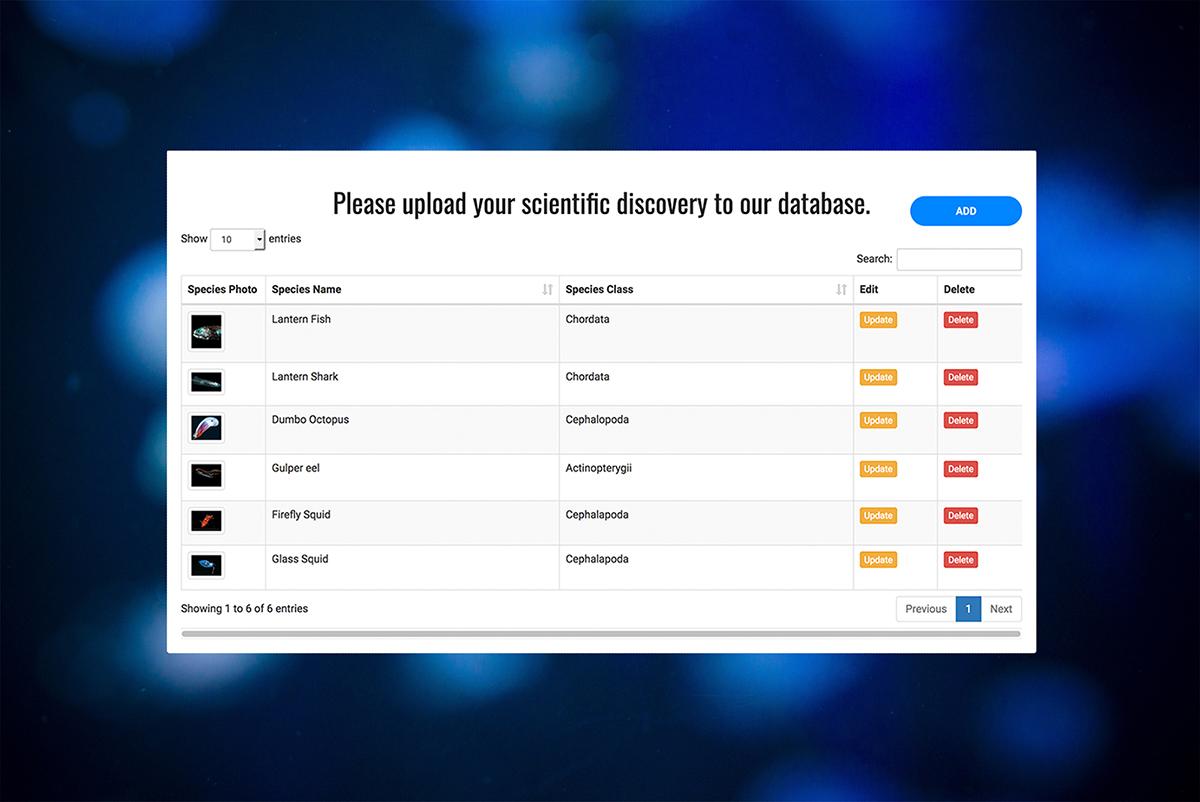 Please upload your scientific discovery to our database.
ADD
Show 10 entries
Search:
Species Photo Species Name Species Class Edit Delete
Lantern Fish Chordata Update Delete
Lantern Shark Chordata Update Delete
Dumbo Octopus Cephalopoda Update Delete
Gulper eel Actinopterygii Update Delete
Firefly Squid Cephalapoda Update Delete
Glass Squid Cephalapoda Update Delete
Showing 1 to 6 of 6 entries
Previous 1 Next